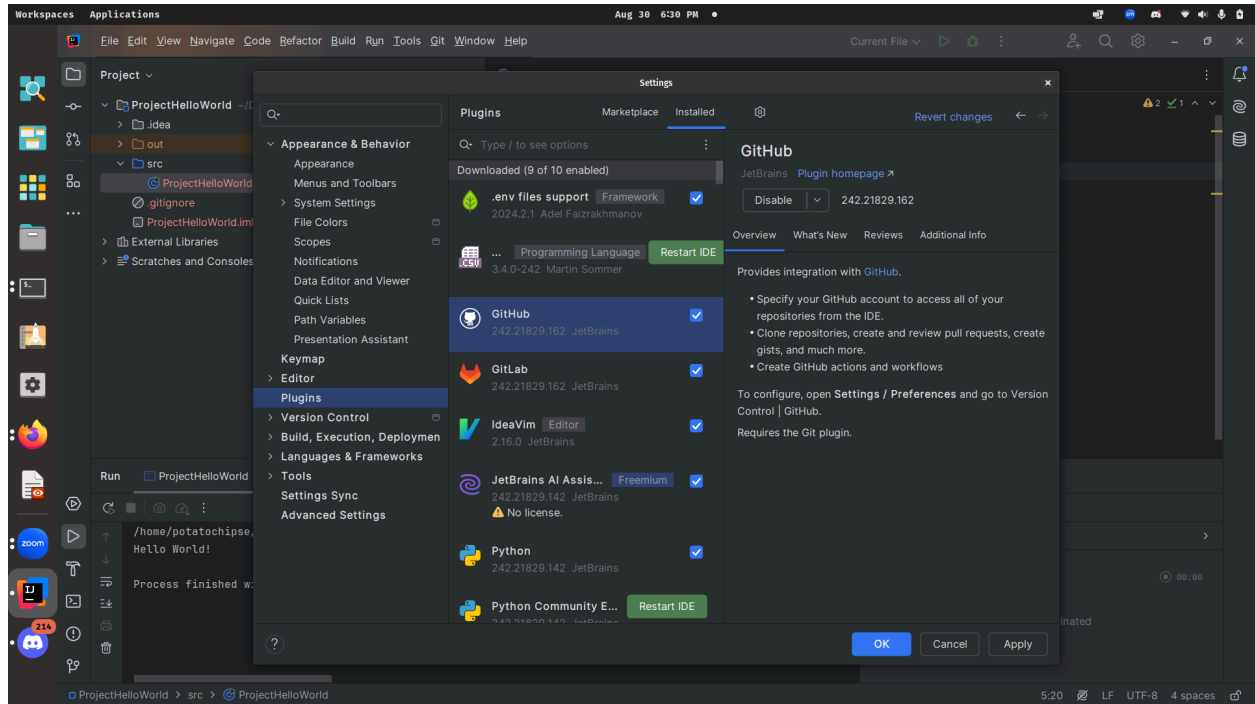 Workspaces Applications Aug 30 6:30 PM
File Edit View Navigate Code Refactor Build Run Tools Git Window Help Current File
Project
ProjectHelloWorld
.idea
out
src
ProjectHelloWorld
.gitignore
External Libraries
Scratches and Consoles
2 1
Settings
Appearance & Behavior
Appearance
Menus and Toolbars
System Settings
File Colors
Scopes
Notifications
Data Editor and Viewer
Quick Lists
Path Variables
Presentation Assistant
Keymap
Editor
Plugins
Version Control
Build, Execution, Deploymen
Languages & Frameworks
Tools
Settings Sync
Advanced Settings
Plugins Marketplace Installed Revert changes
Type / to see options
Downloaded (9 of 10 enabled)
.env files support Framework
2024.2.1 Adel Faizrakhmanov
... Programming Language Restart IDE
.CSV
3.4.0-242 Martin Sommer
GitHub
242.21829.162 JetBrains
GitLab
242.21829.162 JetBrains
IdeaVim Editor
2.16.0 JetBrains
JetBrains AI Assis... Freemium
242.21829.142 JetBrains
No license.
Python
242.21829.142 JetBrains
Python Community E... Restart IDE
GitHub
JetBrains Plugin homepage
Disable 242.21829.162
Overview What's New Reviews Additional Info
Provides integration with GitHub.
• Specify your GitHub account to access all of your
repositories from the IDE.
• Clone repositories, create and review pull requests, create
gists, and much more.
• Create GitHub actions and workflows
To configure, open Settings / Preferences and go to Version
Control | GitHub.
Requires the Git plugin.
? OK Cancel Apply
Run ProjectHelloWorld
/home/potatochipse/
Hello World!
Process finished
00:00
inated
zoom
214
ProjectHelloWorld > src > ProjectHelloWorld 5:20 LF UTF-8 4 spaces